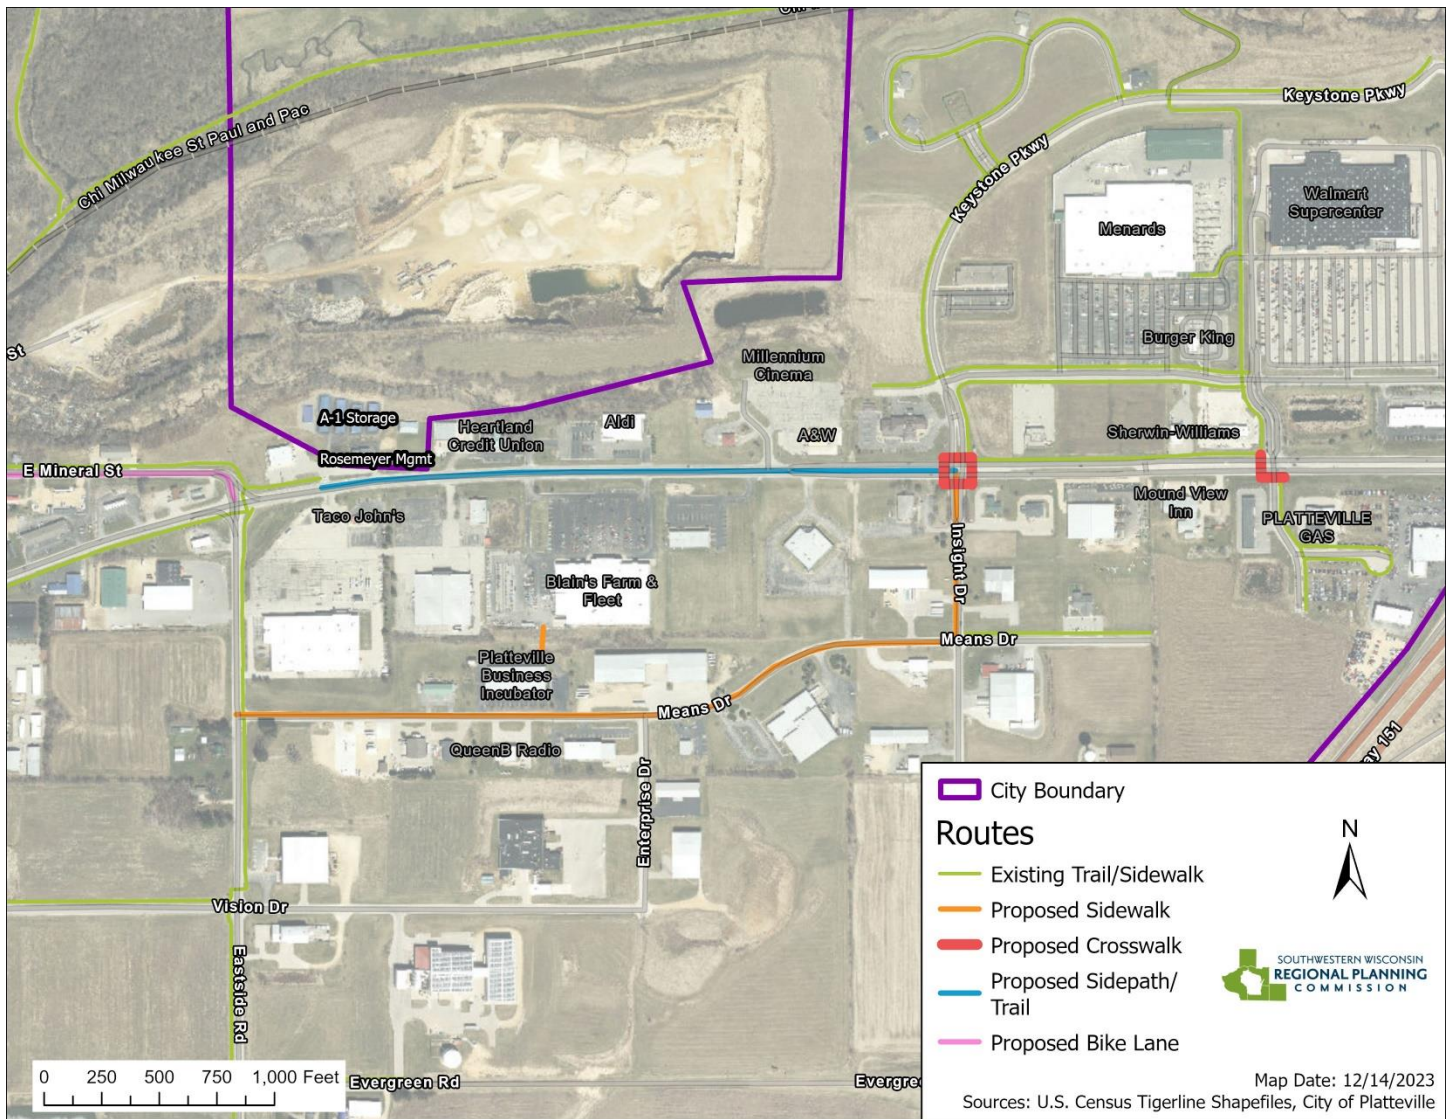 Chi Milwaukee St Paul and Pac
Keystone Pkwy
Keystone Pkwy
Walmart
Supercenter
Menards
Burger King
St
Millennium
Cinema
A-1 Storage
Heartland
Credit Union
Aldi
A&W
Sherwin-Williams
Rosemeyer Mgmt
E Mineral St
Taco John's
Mound View
Inn
PLATTEVILLE
GAS
Insight Dr
Blain's Farm &
Fleet
Means Dr
Platteville
Business
Incubator
Means Dr
QueenB Radio
Enterprise Dr
Vision Dr
Eastside Rd
Evergreen Rd
Evergre
ay 151
City Boundary
Routes
Existing Trail/Sidewalk
Proposed Sidewalk
Proposed Crosswalk
Proposed Sidepath/
Trail
Proposed Bike Lane
N
SOUTHWESTERN WISCONSIN
REGIONAL PLANNING
COMMISSION
0 250 500 750 1,000 Feet
Map Date: 12/14/2023
Sources: U.S. Census Tigerline Shapefiles, City of Platteville